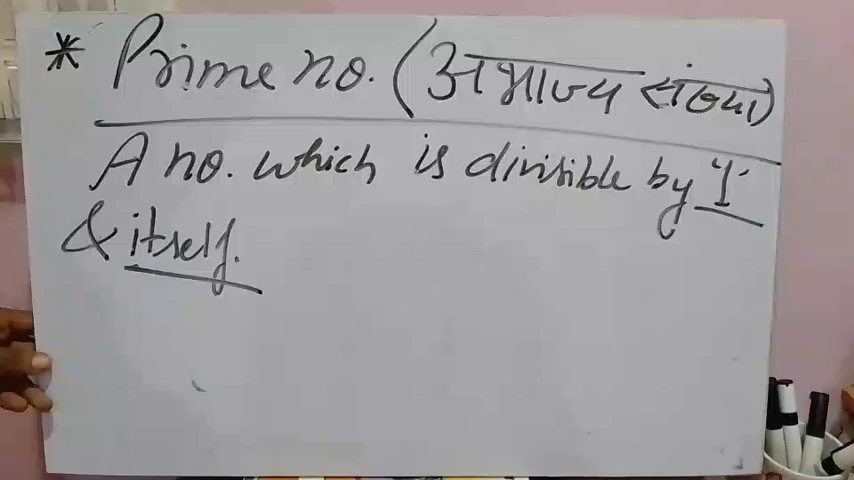 * Prime no. (अभाज्य संख्या)
A no. which is divisible by "1"
& itself.